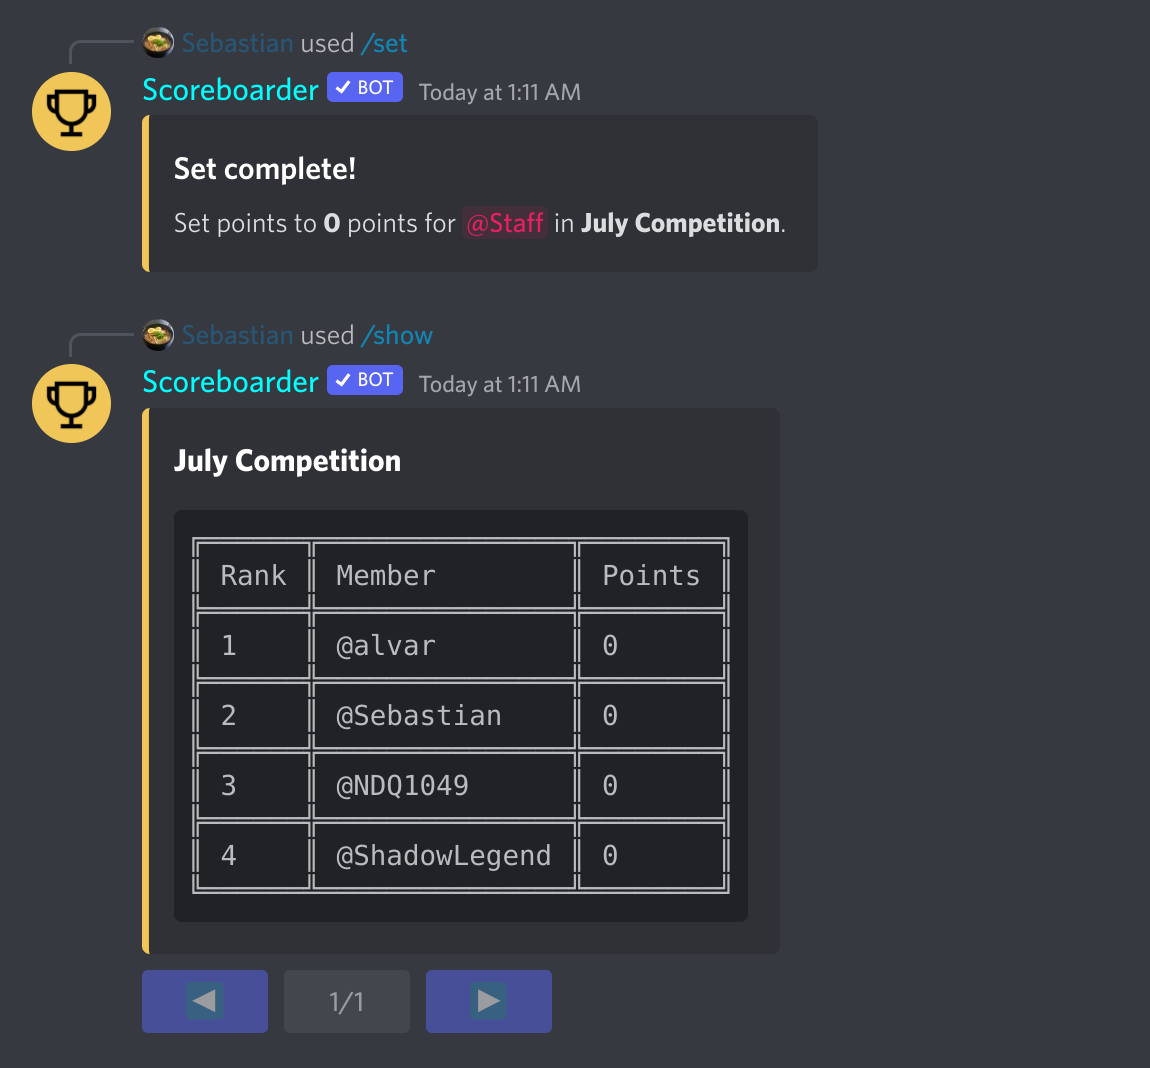 Sebastian used /set
Scoreboarder ✓ BOT Today at 1:11 AM
Set complete!
Set points to 0 points for @Staff in July Competition.
Sebastian used /show
Scoreboarder ✓ BOT Today at 1:11 AM
July Competition
Rank Member Points
1 @alvar 0
2 @Sebastian 0
3 @NDQ1049 0
4 @ShadowLegend 0
1/1